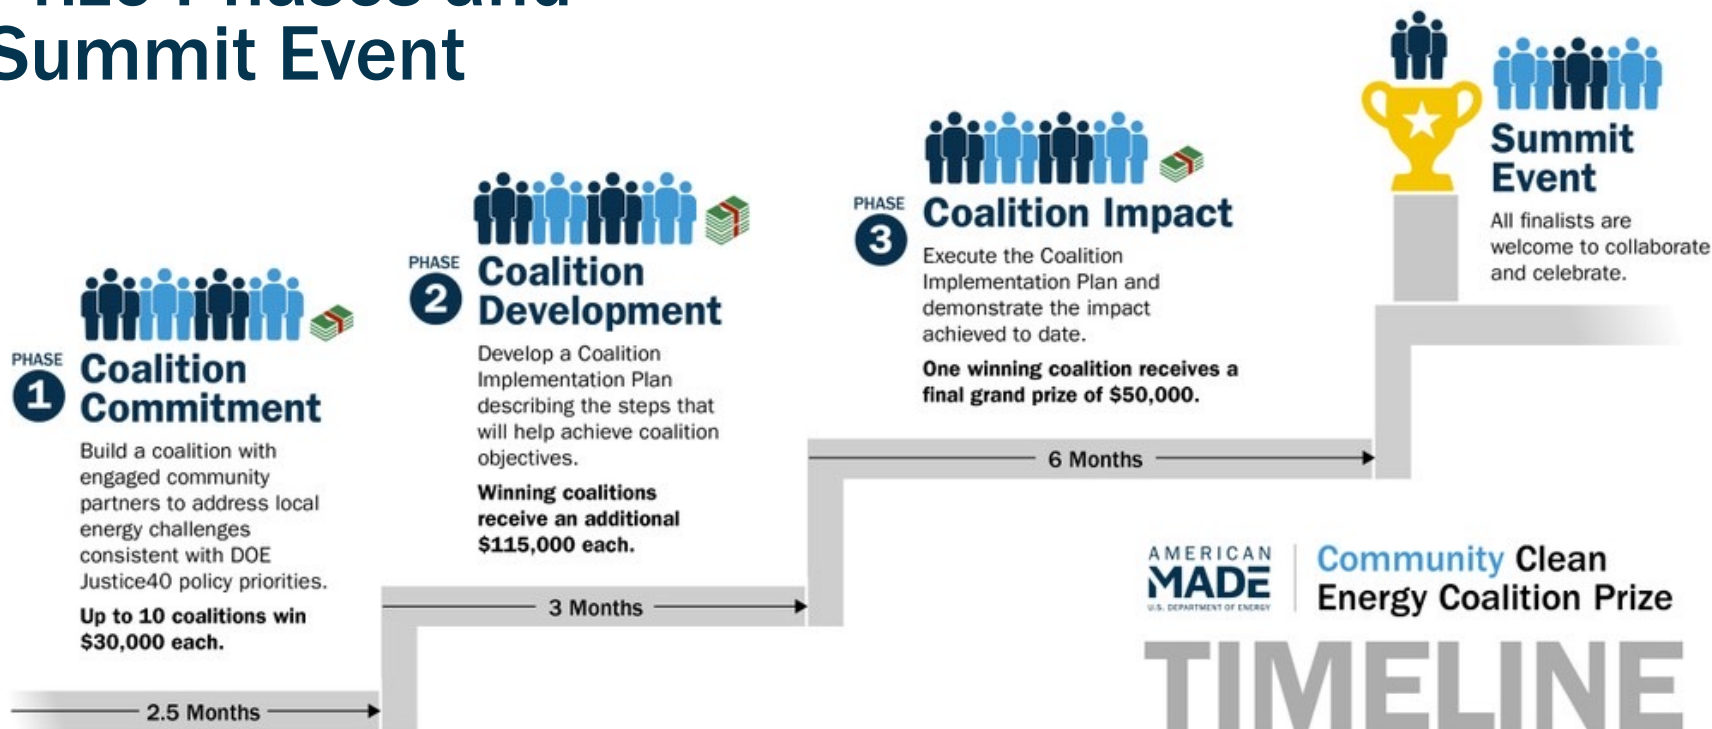 Prize Phases and
Summit Event
PHASE
1
Coalition
Commitment
Build a coalition with
engaged community
partners to address local
energy challenges
consistent with DOE
Justice40 policy priorities.
Up to 10 coalitions win
$30,000 each.
2.5 Months
PHASE
2
Coalition
Development
Develop a Coalition
Implementation Plan
describing the steps that
will help achieve coalition
objectives.
Winning coalitions
receive an additional
$115,000 each.
3 Months
PHASE
3
Coalition Impact
Execute the Coalition
Implementation Plan and
demonstrate the impact
achieved to date.
One winning coalition receives a
final grand prize of $50,000.
6 Months
Summit
Event
All finalists are
welcome to collaborate
and celebrate.
AMERICAN
MADE
U.S. DEPARTMENT OF ENERGY
Community Clean
Energy Coalition Prize
TIMELINE